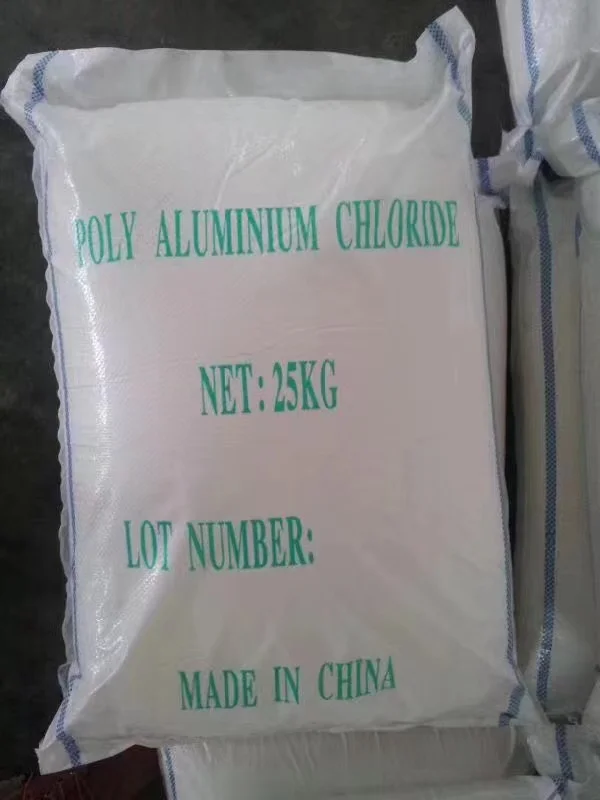 POLY ALUMINIUM CHLORIDE
NET: 25KG
LOT NUMBER:
MADE IN CHINA